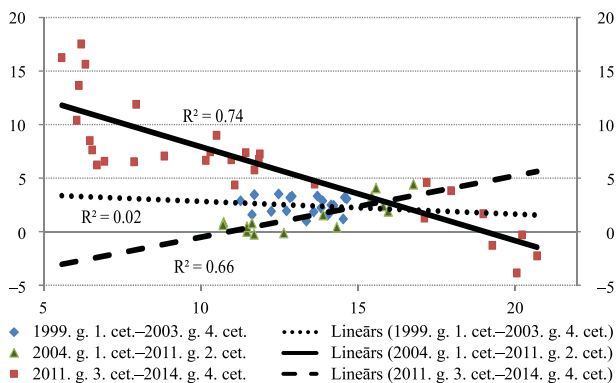 20 20
15 15
R² = 0.74
10 10
5 5
R² = 0.02
0 0
R² = 0.66
–5 –5
5 10 15 20
1999. g. 1. cet.–2003. g. 4. cet. Lineārs (1999. g. 1. cet.–2003. g. 4. cet.)
2004. g. 1. cet.–2011. g. 2. cet. Lineārs (2004. g. 1. cet.–2011. g. 2. cet.)
2011. g. 3. cet.–2014. g. 4. cet. Lineārs (2011. g. 3. cet.–2014. g. 4. cet.)